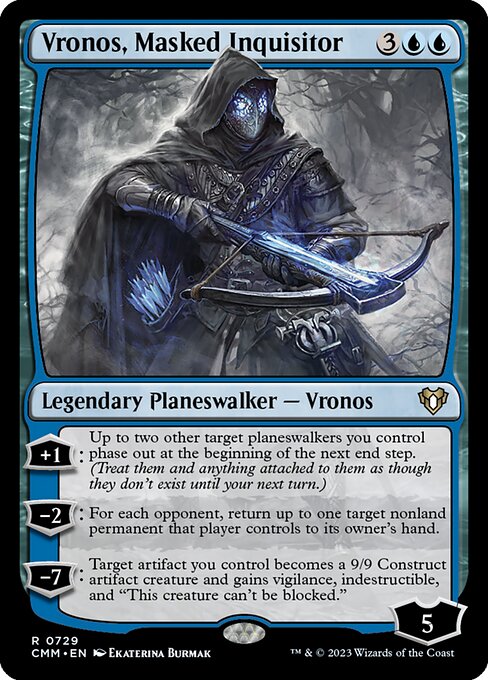 Vronos, Masked Inquisitor 3
Legendary Planeswalker — Vronos
+1: Up to two other target planeswalkers you control
phase out at the beginning of the next end step.
(Treat them and anything attached to them as though
they don't exist until your next turn.)
−2: For each opponent, return up to one target nonland
permanent that player controls to its owner's hand.
−7: Target artifact you control becomes a 9/9 Construct
artifact creature and gains vigilance, indestructible,
and "This creature can't be blocked."
5
R 0729
CMM • EN Ekaterina Burmak
™ & © 2023 Wizards of the Coast